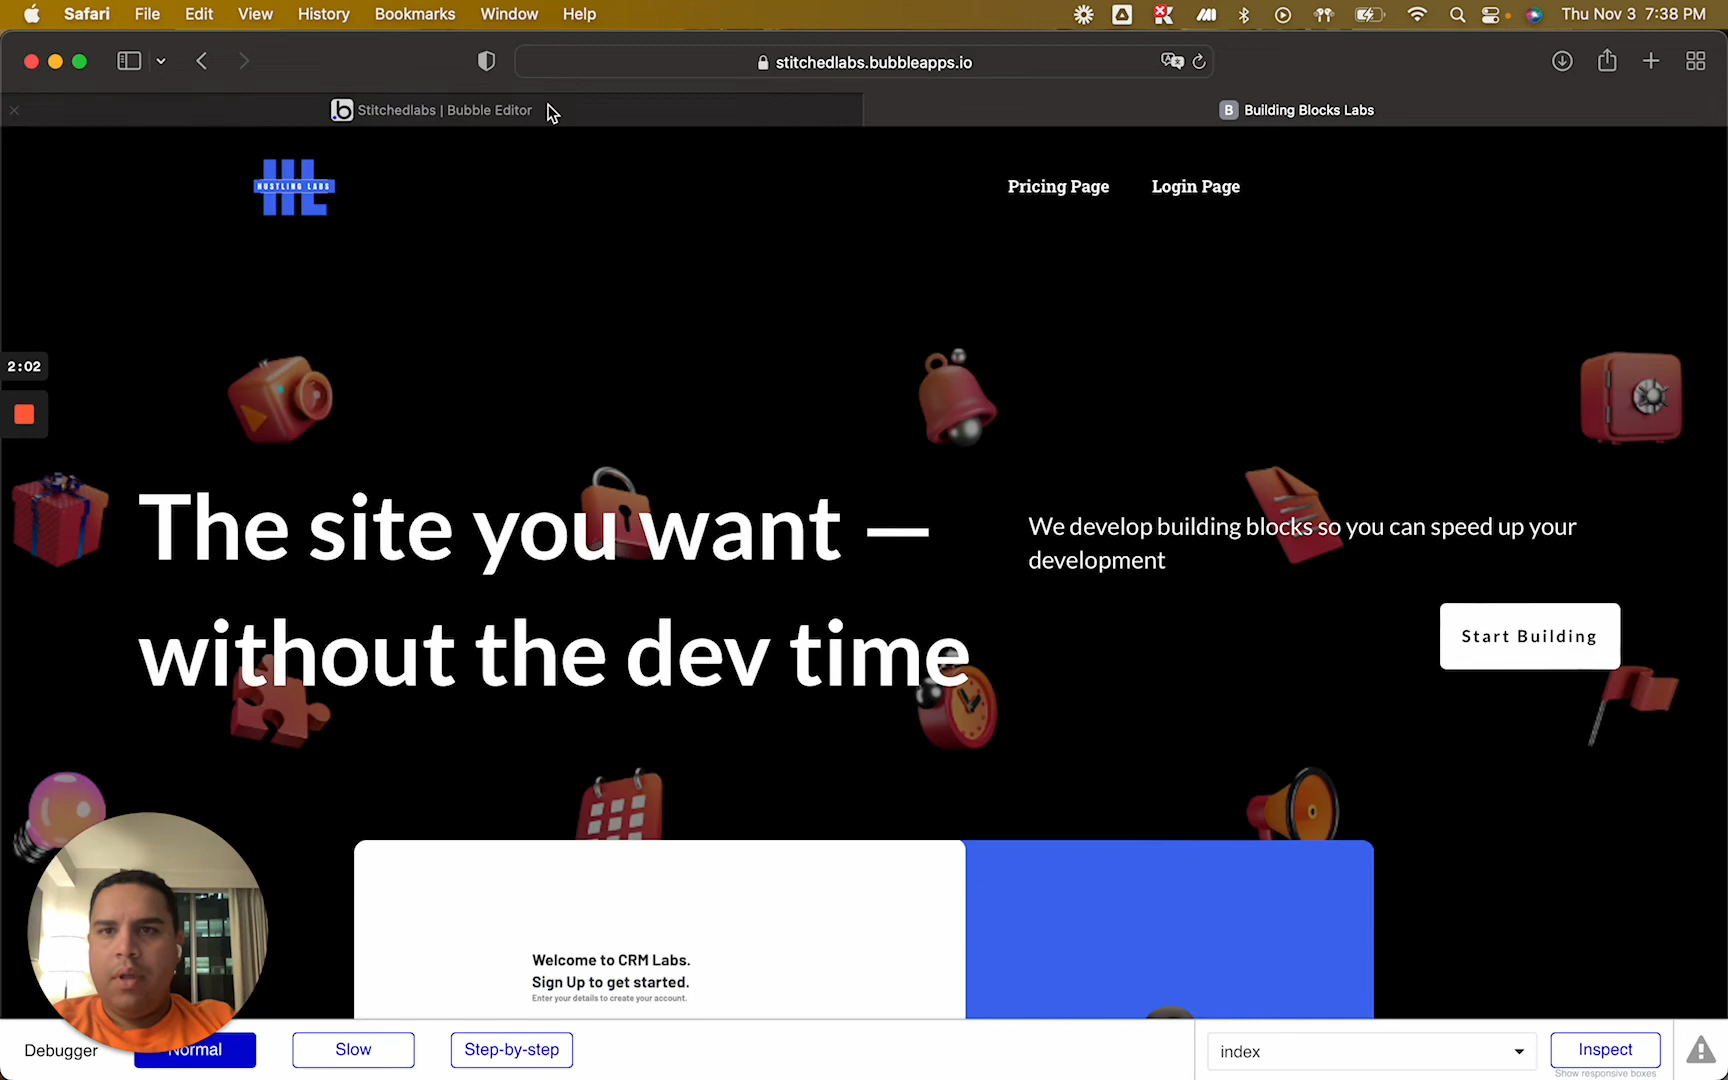 Safari File Edit View History Bookmarks Window Help Thu Nov 3 7:38 PM
stitchedlabs.bubbleapps.io
Stitchedlabs | Bubble Editor
B Building Blocks Labs
HUSTLING LABS
Pricing Page Login Page
2:02
The site you want —
without the dev time
We develop building blocks so you can speed up your
development
Start Building
Welcome to CRM Labs.
Sign Up to get started.
Enter your details to create your account.
Debugger Normal Slow Step-by-step index Inspect
Show responsive boxes